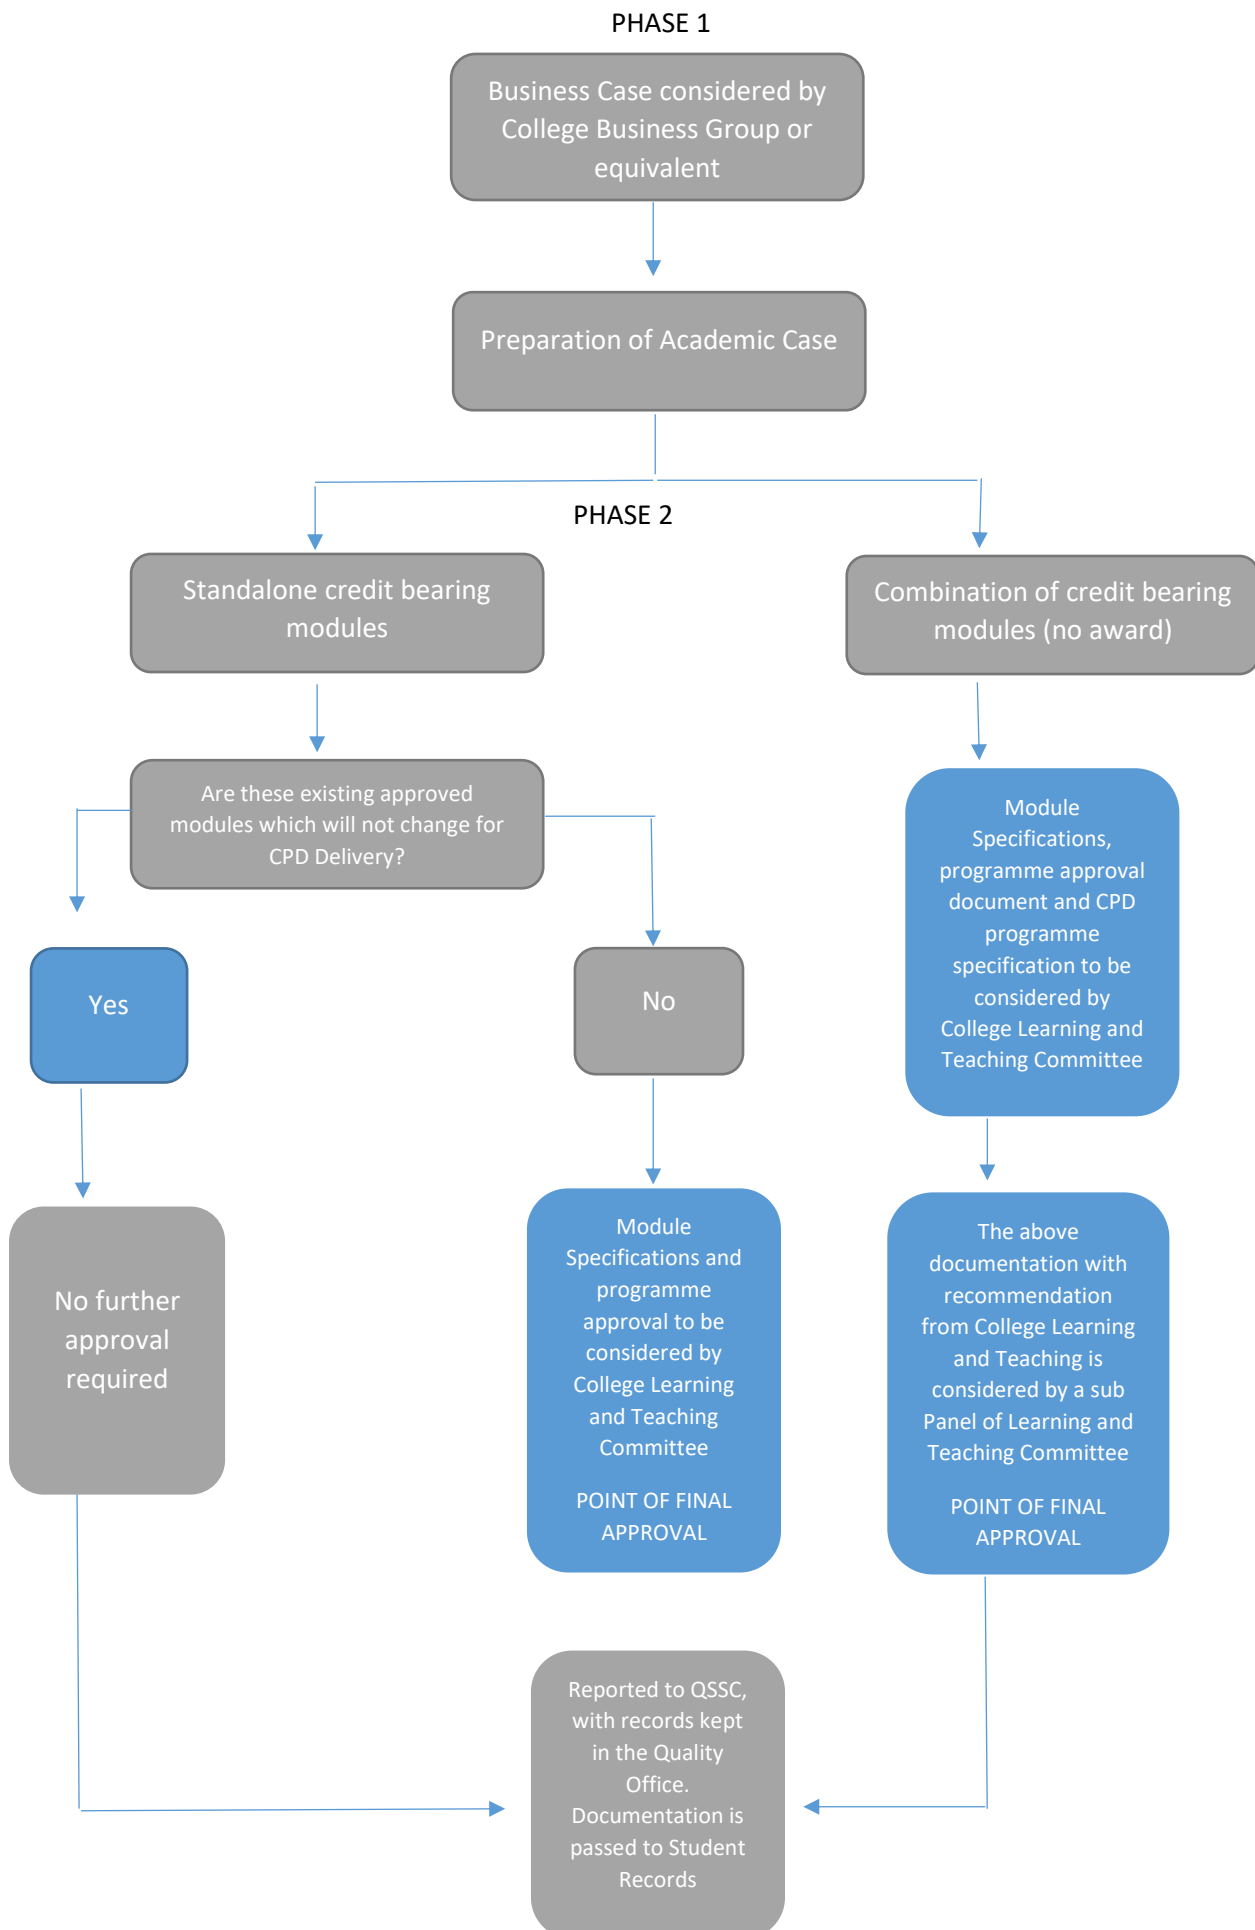 PHASE 1
Business Case considered by
College Business Group or
equivalent
Preparation of Academic Case
PHASE 2
Standalone credit bearing
modules
Combination of credit bearing
modules (no award)
Are these existing approved
modules which will not change for
CPD Delivery?
Module
Specifications,
programme approval
document and CPD
programme
specification to be
considered by
College Learning and
Teaching Committee
Yes
No
No further
approval
required
Module
Specifications and
programme
approval to be
considered by
College Learning
and Teaching
Committee
POINT OF FINAL
APPROVAL
The above
documentation with
recommendation
from College Learning
and Teaching is
considered by a sub
Panel of Learning and
Teaching Committee
POINT OF FINAL
APPROVAL
Reported to QSSC,
with records kept
in the Quality
Office.
Documentation is
passed to Student
Records